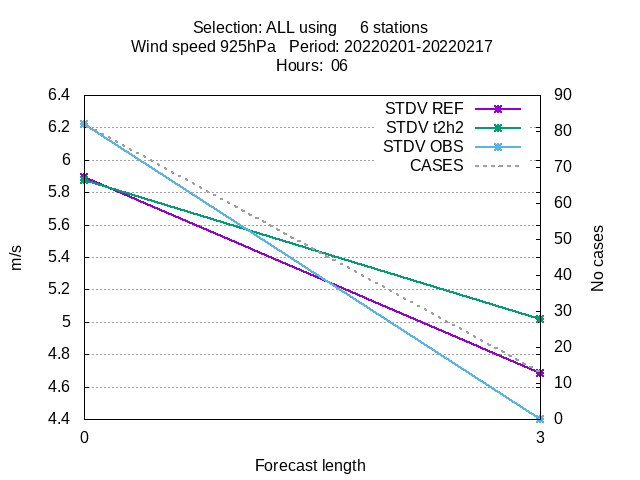 Selection: ALL using 6 stations
Wind speed 925hPa Period: 20220201-20220217
Hours: 06
STDV REF
STDV t2h2
STDV OBS
CASES
6.4
6.2
6
5.8
5.6
5.4
5.2
5
4.8
4.6
4.4
m/s
90
80
70
60
50
40
30
20
10
0
No cases
0
3
Forecast length